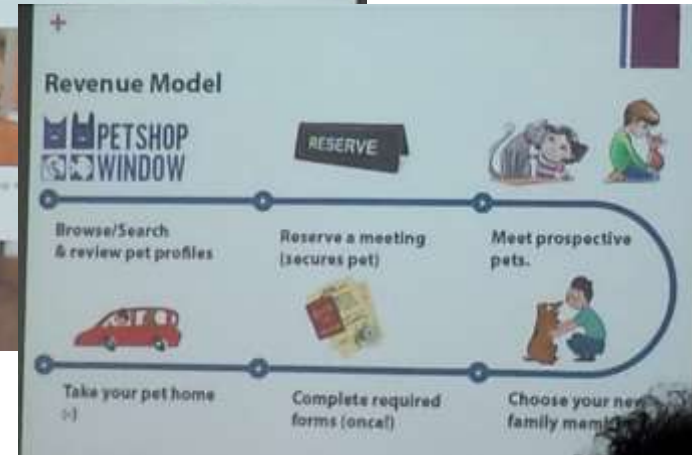 +
Revenue Model
PETSHOP
WINDOW
RESERVE
Browse/Search
& review pet profiles
Reserve a meeting
(secures pet)
Meet prospective
pets.
Choose your new
family
Complete required
forms (once!)
Take your pet home
:-)